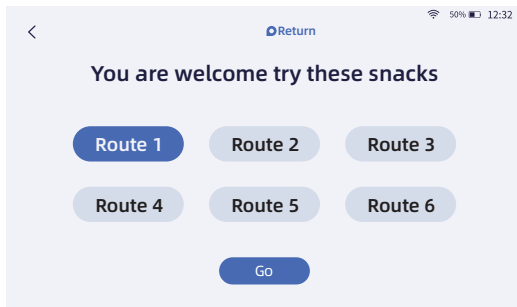 50% 12:32
Return
You are welcome try these snacks
Route 1 Route 2 Route 3
Route 4 Route 5 Route 6
Go